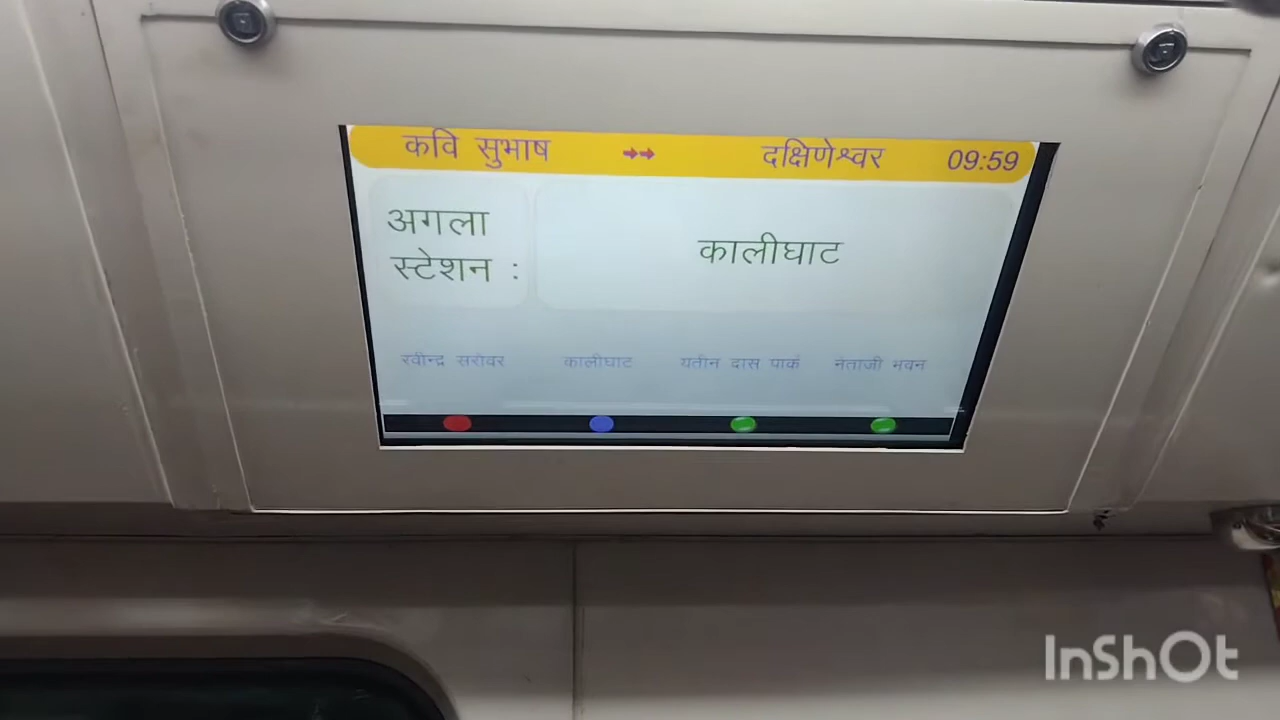 कवि सुभाष →→ दक्षिणेश्वर 09:59
अगला
स्टेशन :
कालीघाट
रवीन्द्र सरोवर कालीघाट यतीन दास पार्क नेताजी भवन
InShOt